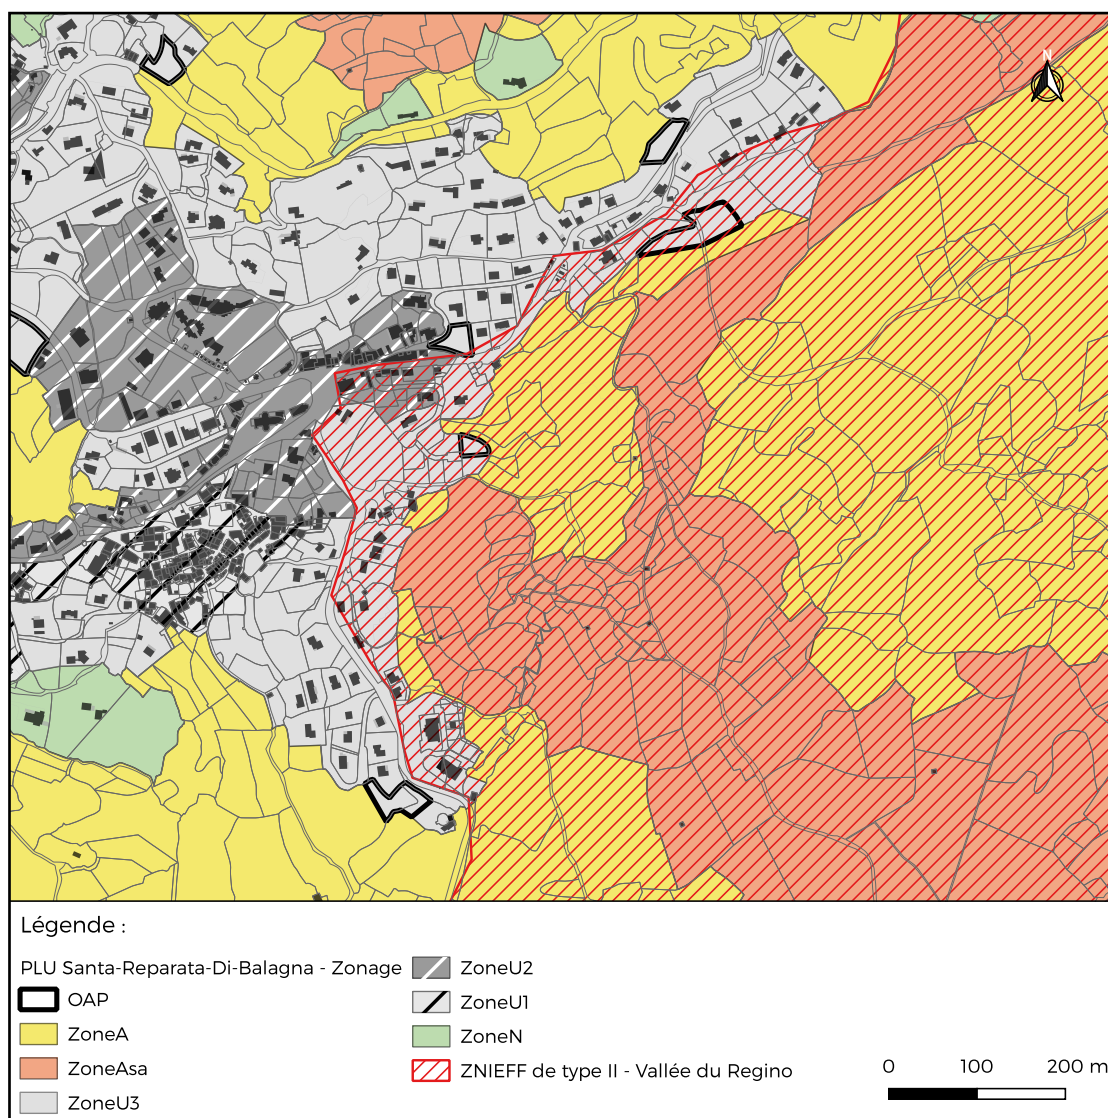 N
Légende :
PLU Santa-Reparata-Di-Balagna - Zonage
OAP
ZoneA
ZoneAsa
ZoneU3
ZoneU2
ZoneU1
ZoneN
ZNIEFF de type II - Vallée du Regino
0 100 200 m